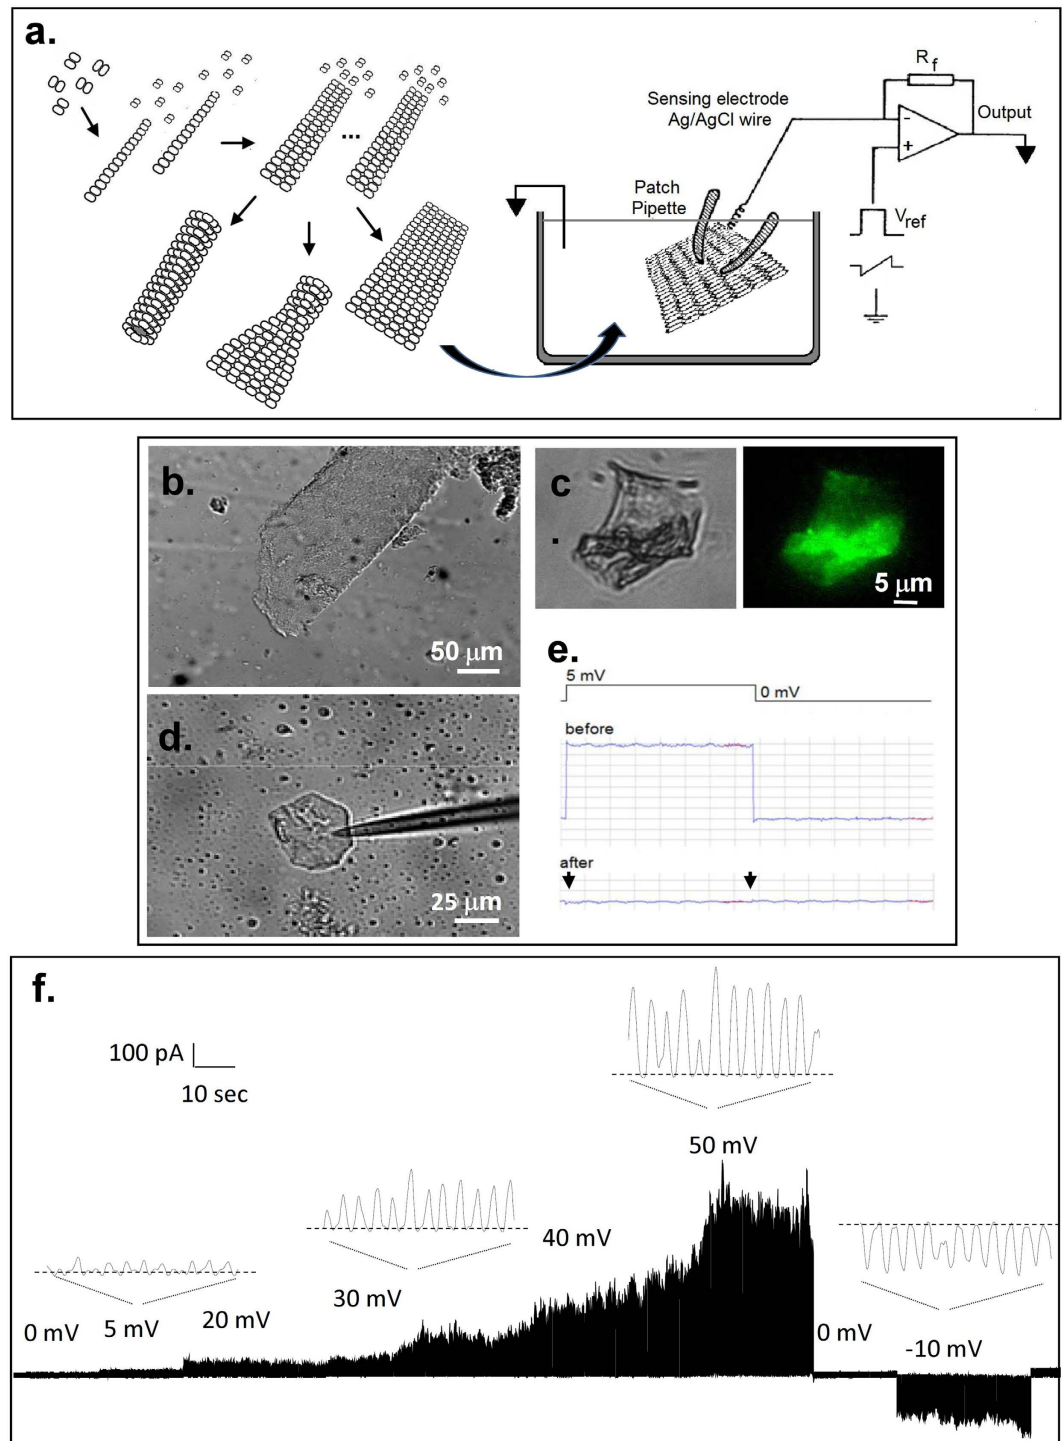 a.
...
Sensing electrode
Ag/AgCl wire
Patch
Pipette
Rf
-
+
Output
Vref
b.
50 μm
c
.
5 μm
d.
25 μm
e.
5 mV
0 mV
before
after
f.
100 pA
10 sec
0 mV
5 mV
20 mV
30 mV
40 mV
50 mV
0 mV
-10 mV